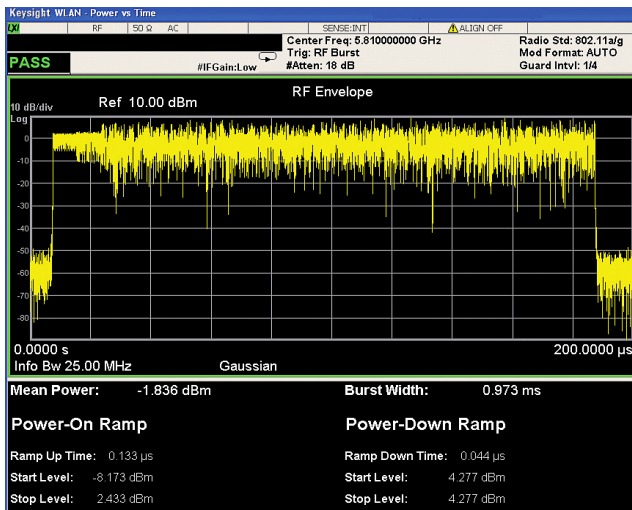 Keysight WLAN - Power vs Time
LXI RF 50 Ω AC SENSE:INT ALIGN OFF
Center Freq: 5.810000000 GHz Radio Std: 802.11a/g
Trig: RF Burst Mod Format: AUTO
PASS #IFGain:Low #Atten: 18 dB Guard Intvl: 1/4
RF Envelope
10 dB/div Ref 10.00 dBm
Log
0
-10
-20
-30
-40
-50
-60
-70
-80
0.0000 s 200.0000 µs
Info Bw 25.00 MHz Gaussian
Mean Power: -1.836 dBm Burst Width: 0.973 ms
Power-On Ramp Power-Down Ramp
Ramp Up Time: 0.133 µs Ramp Down Time: 0.044 µs
Start Level: -8.173 dBm Start Level: 4.277 dBm
Stop Level: 2.433 dBm Stop Level: 4.277 dBm